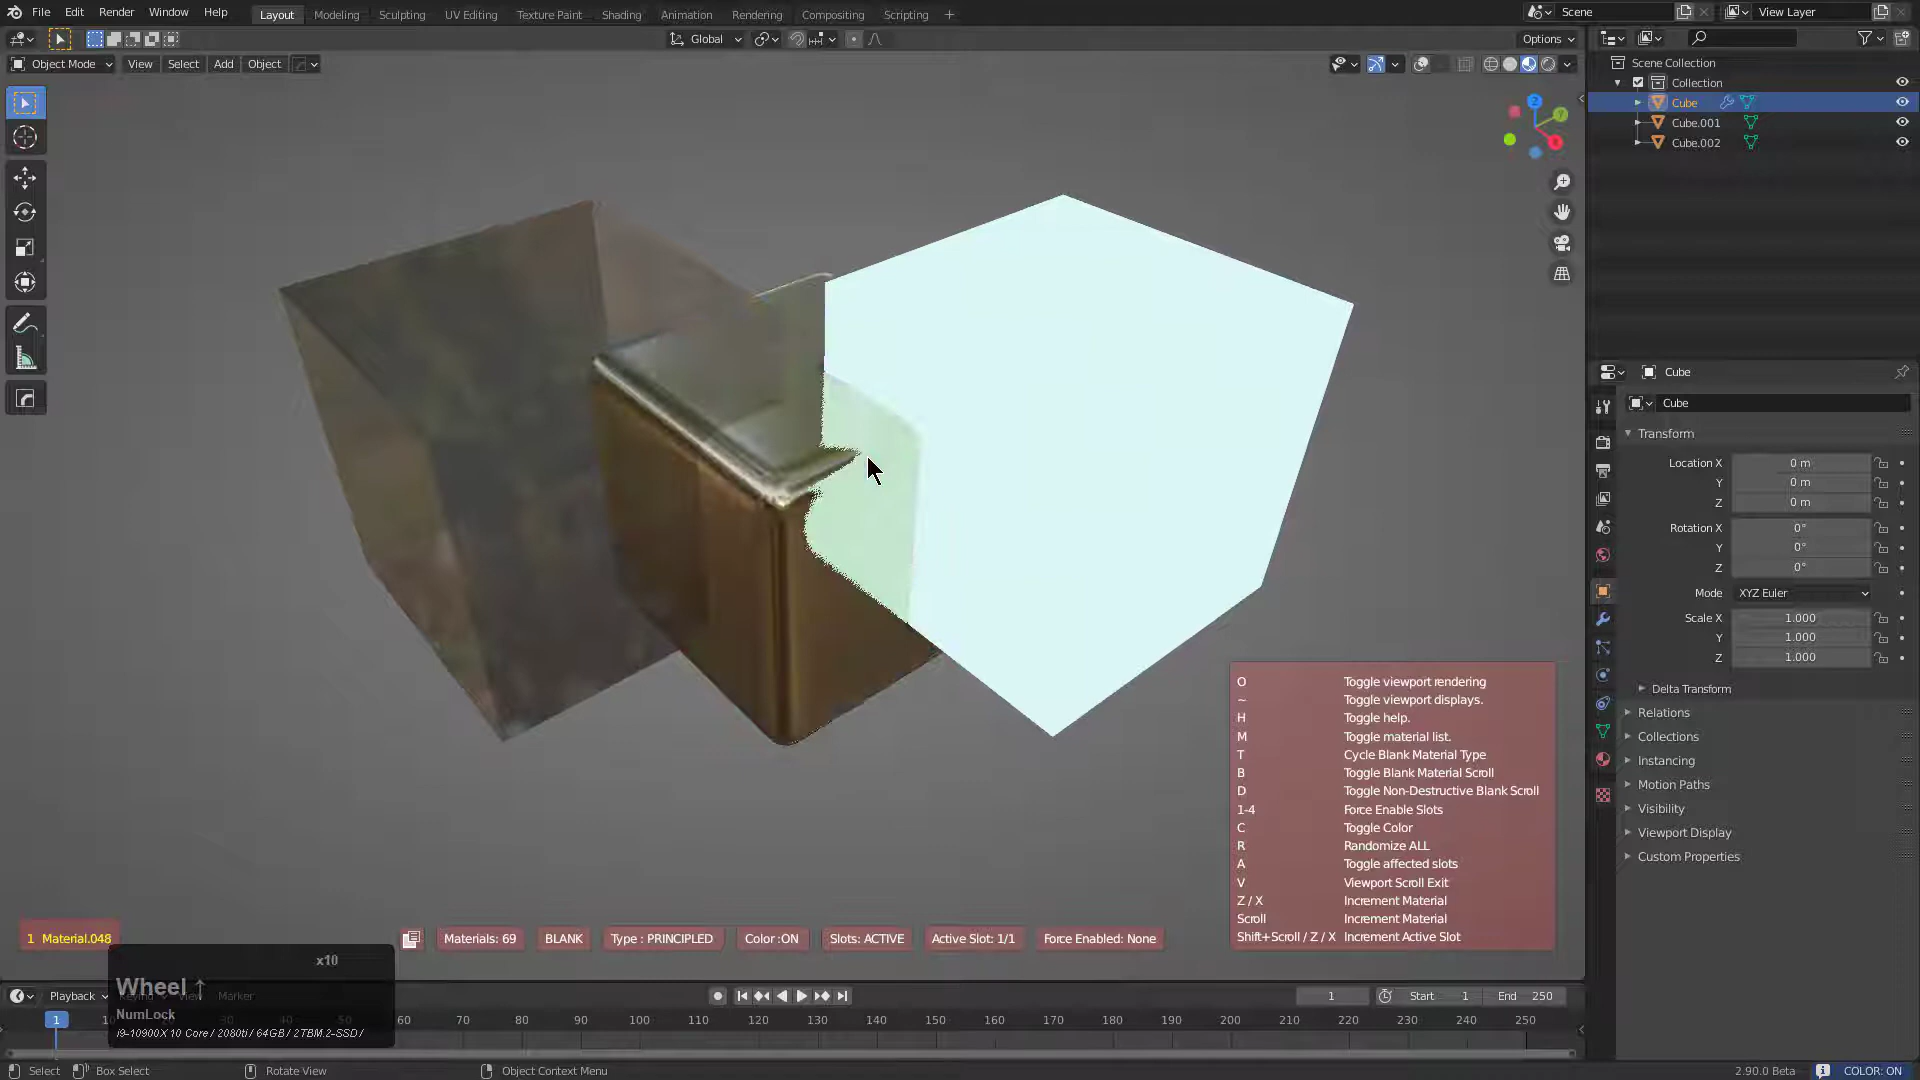 File Edit Render Window Help
Layout Modeling Sculpting UV Editing Texture Paint Shading Animation Rendering Compositing Scripting +
Scene
View Layer
Global
Options
Object Mode View Select Add Object
Scene Collection
Collection
Cube
Cube.001
Cube.002
Z
Y
X
Cube
Cube
Transform
Location X 0 m
Y 0 m
Z 0 m
Rotation X 0°
Y 0°
Z 0°
Mode XYZ Euler
Scale X 1.000
Y 1.000
Z 1.000
Delta Transform
Relations
Collections
Instancing
Motion Paths
Visibility
Viewport Display
Custom Properties
O Toggle viewport rendering
~ Toggle viewport displays.
H Toggle help.
M Toggle material list.
T Cycle Blank Material Type
B Toggle Blank Material Scroll
D Toggle Non-Destructive Blank Scroll
1-4 Force Enable Slots
C Toggle Color
R Randomize ALL
A Toggle affected slots
V Viewport Scroll Exit
Z / X Increment Material
Scroll Increment Material
Shift+Scroll / Z / X Increment Active Slot
1 Material.048
Materials: 69 BLANK Type : PRINCIPLED Color :ON Slots: ACTIVE Active Slot: 1/1 Force Enabled: None
x10
Wheel ↑
NumLock
i9-10900X 10 Core / 2080ti / 64GB / 2TBM.2-SSD /
Playback Keying View Marker
1 Start 1 End 250
1 10 60 70 80 90 100 110 120 130 140 150 160 170 180 190 200 210 220 230 240 250
Select Box Select Rotate View Object Context Menu
2.90.0 Beta COLOR: ON